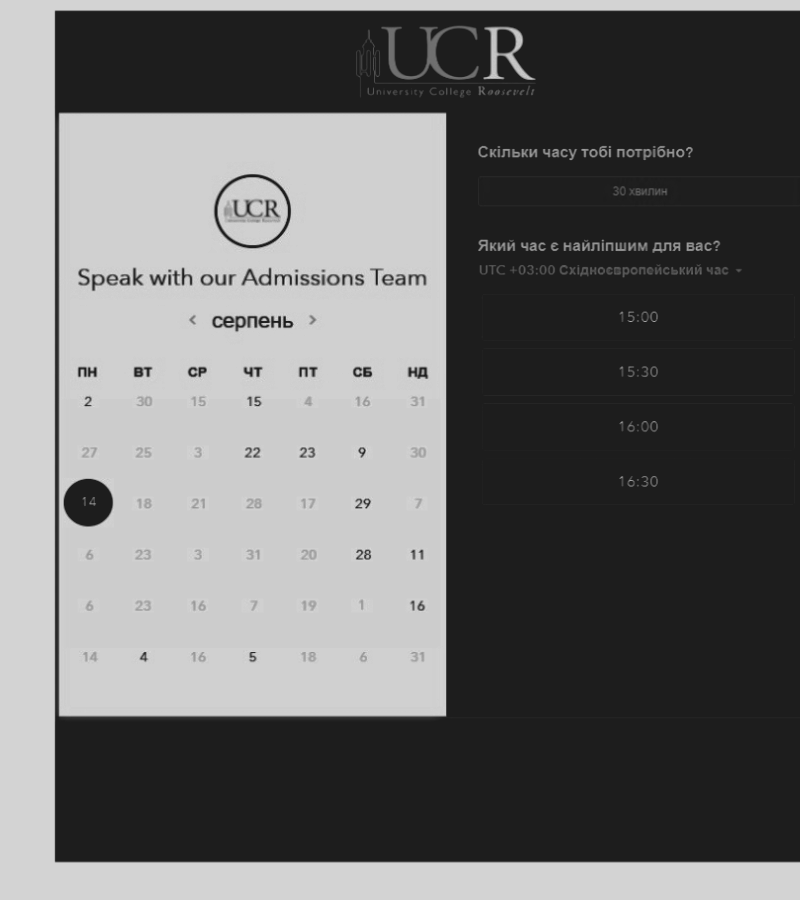 UCR
University College Roosevelt
UCR
Speak with our Admissions Team
< серпень >
ПН ВТ СР ЧТ ПТ СБ НД
2 30 15 15 4 16 31
27 25 3 22 23 9 30
14 18 21 28 17 29 7
6 23 3 31 20 28 11
6 23 16 7 19 1 16
14 4 16 5 18 6 31
Скільки часу тобі потрібно?
30 хвилин
Який час є найліпшим для вас?
UTC +03:00 Східноєвропейський час
15:00
15:30
16:00
16:30